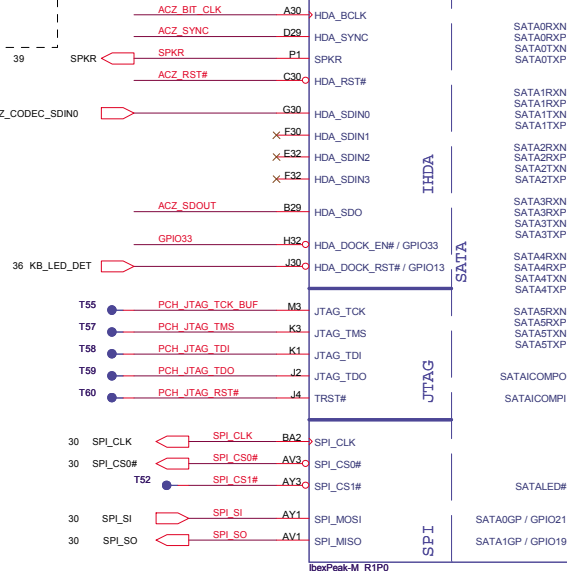 ACZ_BIT_CLK A30 HDA_BCLK
SATA0RXN
ACZ_SYNC D29 HDA_SYNC
SATA0RXP
SATA0TXN
39 SPKR SPKR P1 SPKR
SATA0TXP
ACZ_RST# C30 HDA_RST#
SATA1RXN
SATA1RXP
Z_CODEC_SDIN0 G30 HDA_SDIN0
SATA1TXN
SATA1TXP
F30 HDA_SDIN1
SATA2RXN
E32 HDA_SDIN2
SATA2RXP
SATA2TXN
F32 HDA_SDIN3
SATA2TXP
IHDA
SATA3RXN
ACZ_SDOUT B29 HDA_SDO
SATA3RXP
SATA3TXN
SATA3TXP
GPIO33 H32 HDA_DOCK_EN# / GPIO33
SATA
SATA4RXN
36 KB_LED_DET J30 HDA_DOCK_RST# / GPIO13
SATA4RXP
SATA4TXN
SATA4TXP
T55 PCH_JTAG_TCK_BUF M3 JTAG_TCK
SATA5RXN
SATA5RXP
T57 PCH_JTAG_TMS K3 JTAG_TMS
SATA5TXN
SATA5TXP
T58 PCH_JTAG_TDI K1 JTAG_TDI
T59 PCH_JTAG_TDO J2 JTAG_TDO
SATAICOMPO
JTAG
T60 PCH_JTAG_RST# J4 TRST#
SATAICOMPI
30 SPI_CLK SPI_CLK BA2 SPI_CLK
30 SPI_CS0# SPI_CS0# AV3 SPI_CS0#
T52 SPI_CS1# AY3 SPI_CS1#
SATALED#
30 SPI_SI SPI_SI AY1 SPI_MOSI
SATA0GP / GPIO21
30 SPI_SO SPI_SO AV1 SPI_MISO
SPI
SATA1GP / GPIO19
IbexPeak-M_R1P0